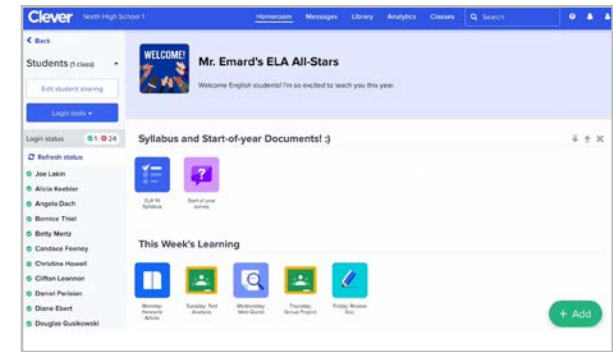 Clever North High School 1 Homeroom Messages Library Analytics Classes Search
Back
Students (1 class)
Edit student sharing
Login tools
Login status 1 24
Refresh status
Joe Lakin
Alicia Keebler
Angela Dach
Bernice Thiel
Betty Mertz
Candace Feeney
Christina Howell
Clifton Leannon
Daniel Parisian
Diane Ebert
Douglas Gusikowski
WELCOME!
Mr. Emard's ELA All-Stars
Welcome English students! I'm so excited to teach you this year.
Syllabus and Start-of-year Documents! :)
ELA 10
Syllabus
Start of year
survey
This Week's Learning
Monday:
Newsela
Article
Tuesday: Text
Analysis
Wednesday:
Web Quest
Thursday:
Group Project
Friday: Review
Doc
+ Add